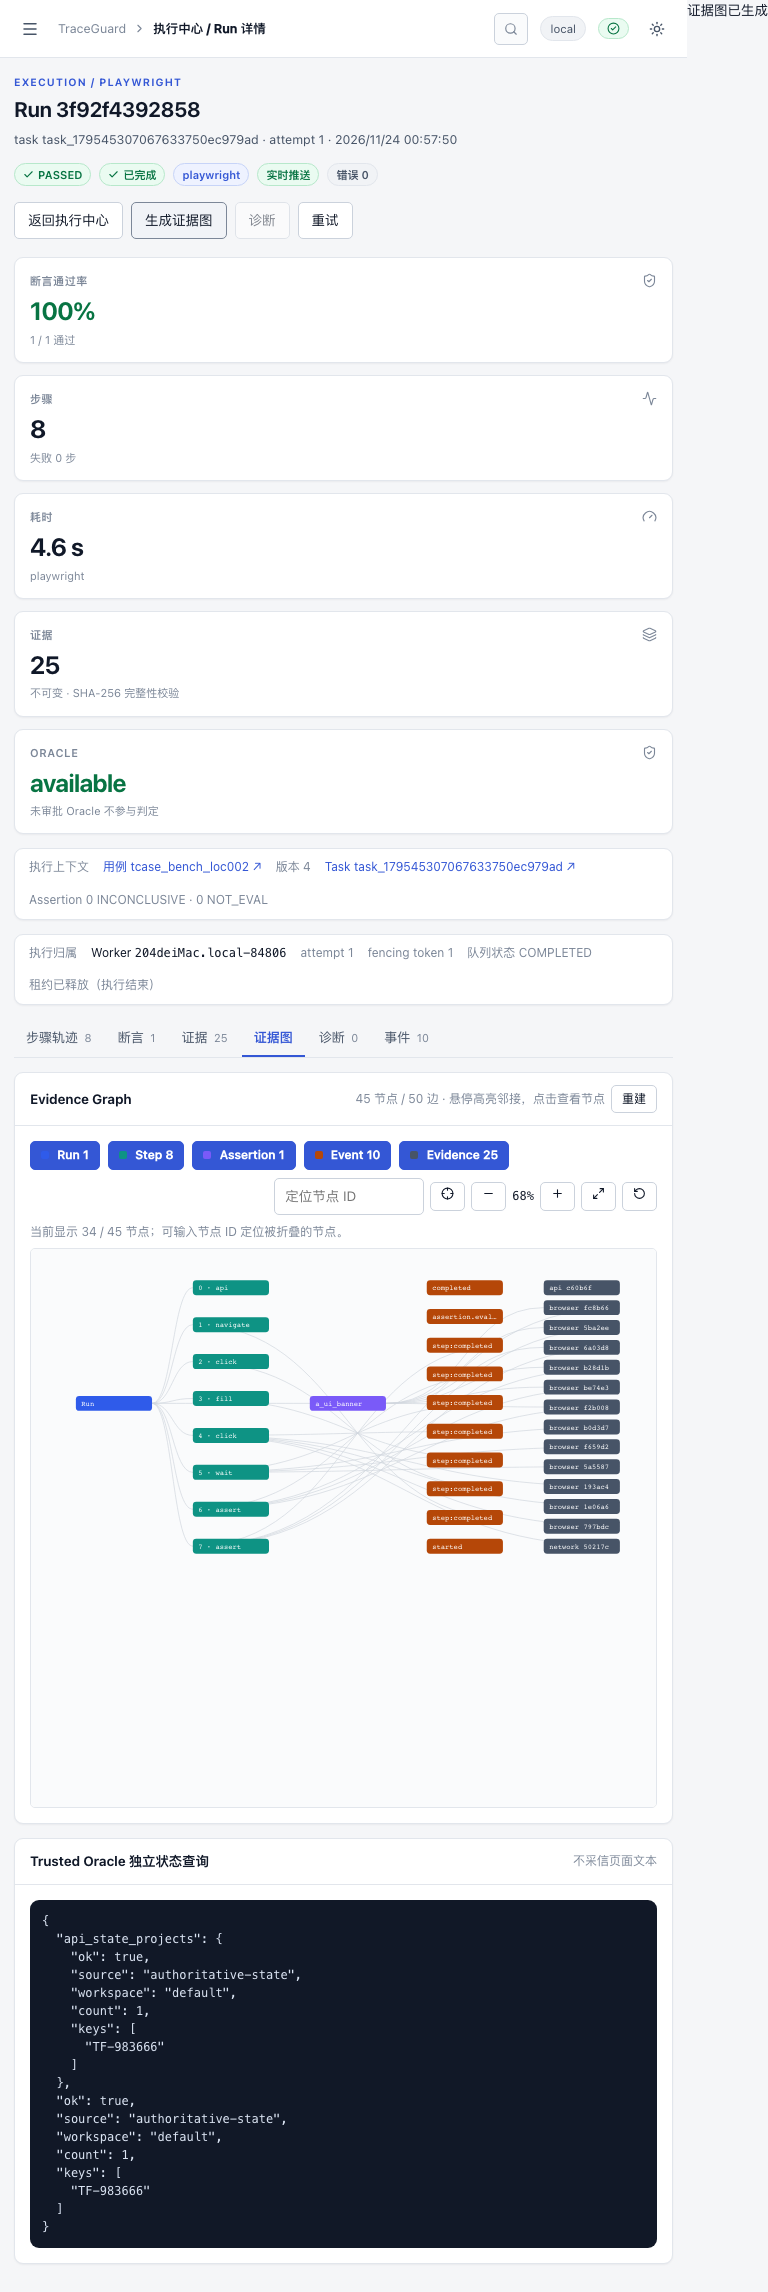 TraceGuard > 执行中心 / Run 详情
local
证据图已生成
EXECUTION / PLAYWRIGHT
Run 3f92f4392858
task task_179545307067633750ec979ad · attempt 1 · 2026/11/24 00:57:50
PASSED 已完成 playwright 实时推送 错误 0
返回执行中心 生成证据图 诊断 重试
断言通过率
100%
1 / 1 通过
步骤
8
失败 0 步
耗时
4.6 s
playwright
证据
25
不可变 · SHA-256 完整性校验
ORACLE
available
未审批 Oracle 不参与判定
执行上下文 用例 tcase_bench_loc002 ↗ 版本 4 Task task_179545307067633750ec979ad ↗
Assertion 0 INCONCLUSIVE · 0 NOT_EVAL
执行归属 Worker 204deiMac.local-84806 attempt 1 fencing token 1 队列状态 COMPLETED
租约已释放（执行结束）
步骤轨迹 8 断言 1 证据 25 证据图 诊断 0 事件 10
Evidence Graph 45 节点 / 50 边 · 悬停高亮邻接，点击查看节点 重建
Run 1 Step 8 Assertion 1 Event 10 Evidence 25
定位节点 ID − 68% +
当前显示 34 / 45 节点；可输入节点 ID 定位被折叠的节点。
Run
0 · api
1 · navigate
2 · click
3 · fill
4 · click
5 · wait
6 · assert
7 · assert
a_ui_banner
completed
assertion.eval…
step:completed
step:completed
step:completed
step:completed
step:completed
step:completed
step:completed
started
api c60b6f
browser fc8b66
browser 5ba2ee
browser 6a03d8
browser b28d1b
browser be74e3
browser f2b008
browser b0d3d7
browser f659d2
browser 5a5587
browser 193ac4
browser 1e06a6
browser 797bdc
network 50217c
Trusted Oracle 独立状态查询 不采信页面文本
{
"api_state_projects": {
"ok": true,
"source": "authoritative-state",
"workspace": "default",
"count": 1,
"keys": [
"TF-983666"
]
},
"ok": true,
"source": "authoritative-state",
"workspace": "default",
"count": 1,
"keys": [
"TF-983666"
]
}